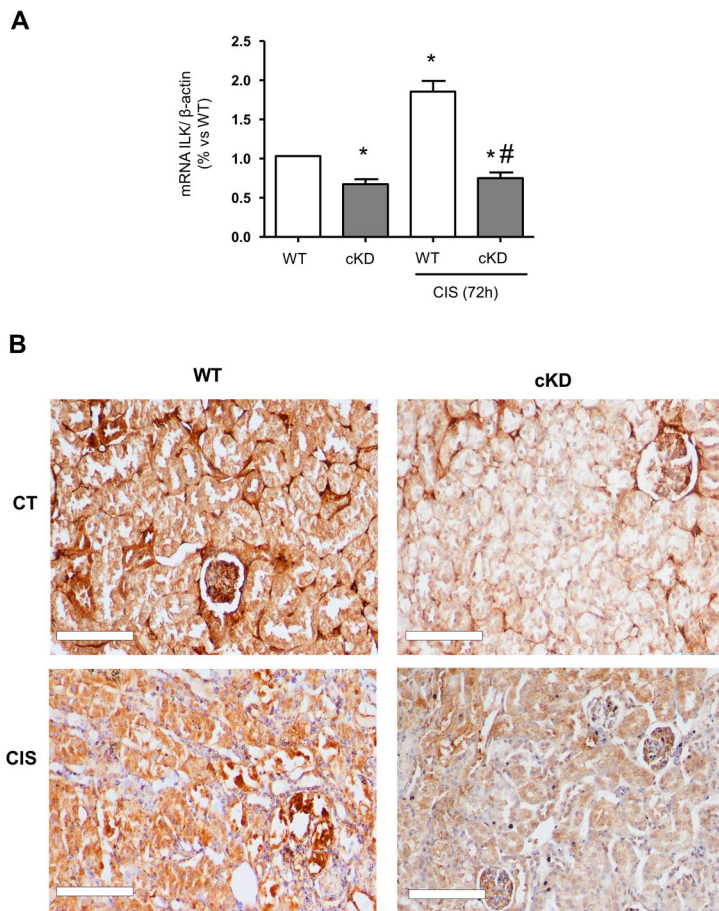 A
mRNA ILK/ β-actin
(% vs WT)
2.5
2.0
1.5
1.0
0.5
0.0
*
*
*
*#
WT
cKD
WT
cKD
CIS (72h)
B
WT
cKD
CT
CIS